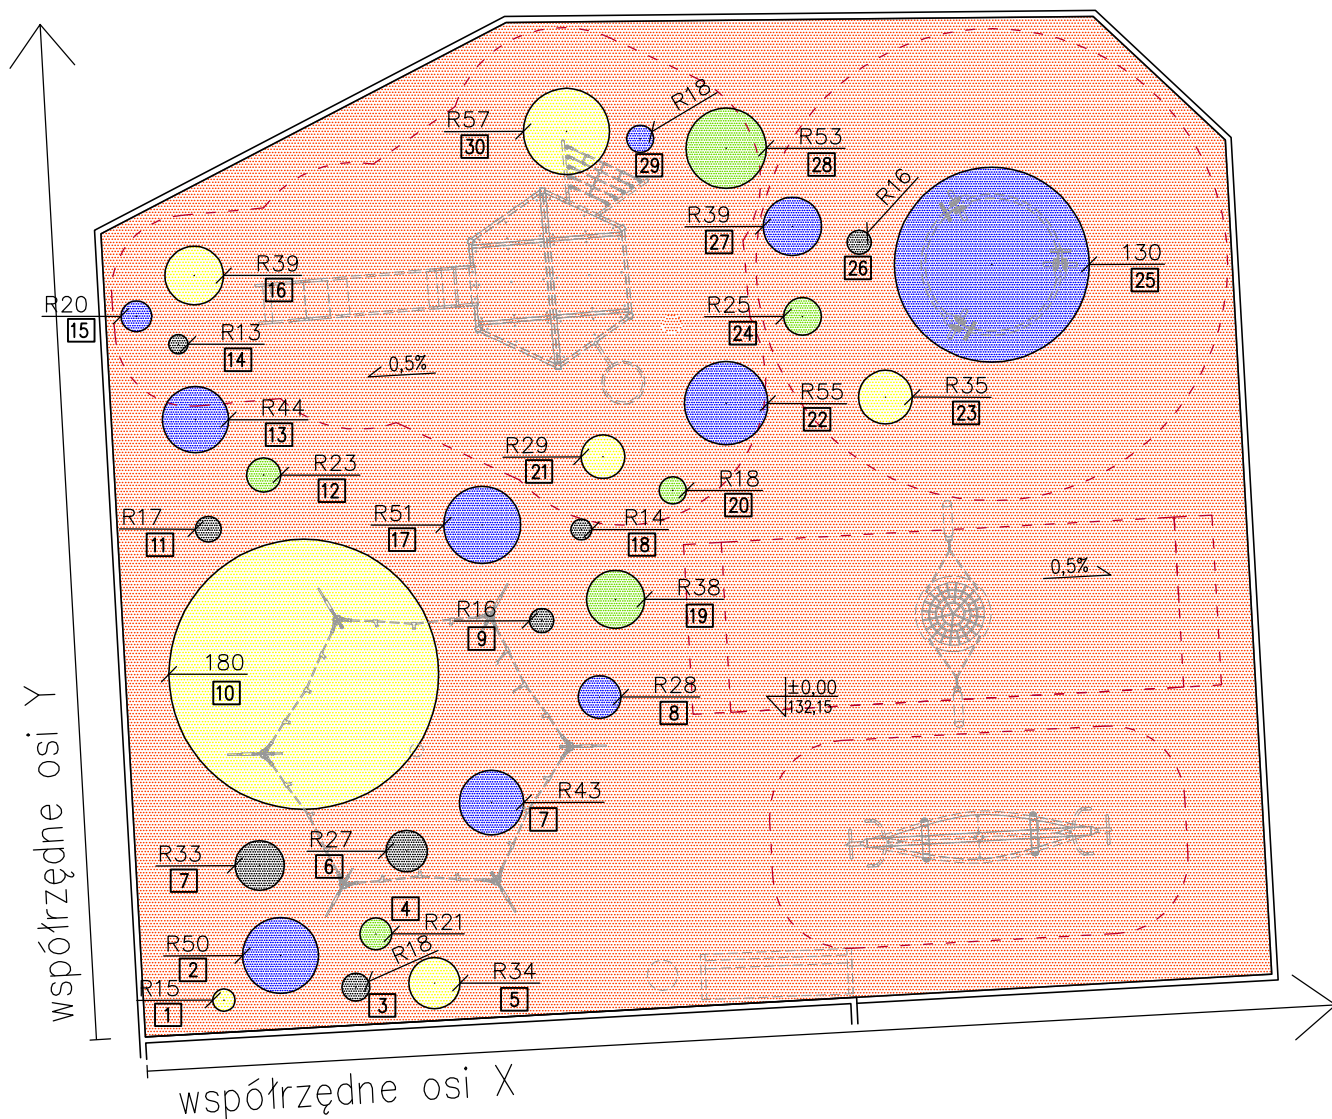 R18
R57
30
29
R53
28
R16
R39
27
26
130
25
R39
16
R20
15
R13
14
0,5%
R25
24
R44
13
R55
22
R35
23
R29
21
R23
12
R18
20
R17
11
R51
17
R14
18
0,5%
R16
9
R38
19
180
10
R28
8
±0,00
132,15
R43
7
R27
6
R33
7
4
R21
R50
2
R18
3
R34
5
R15
1
współrzędne osi Y
współrzędne osi X